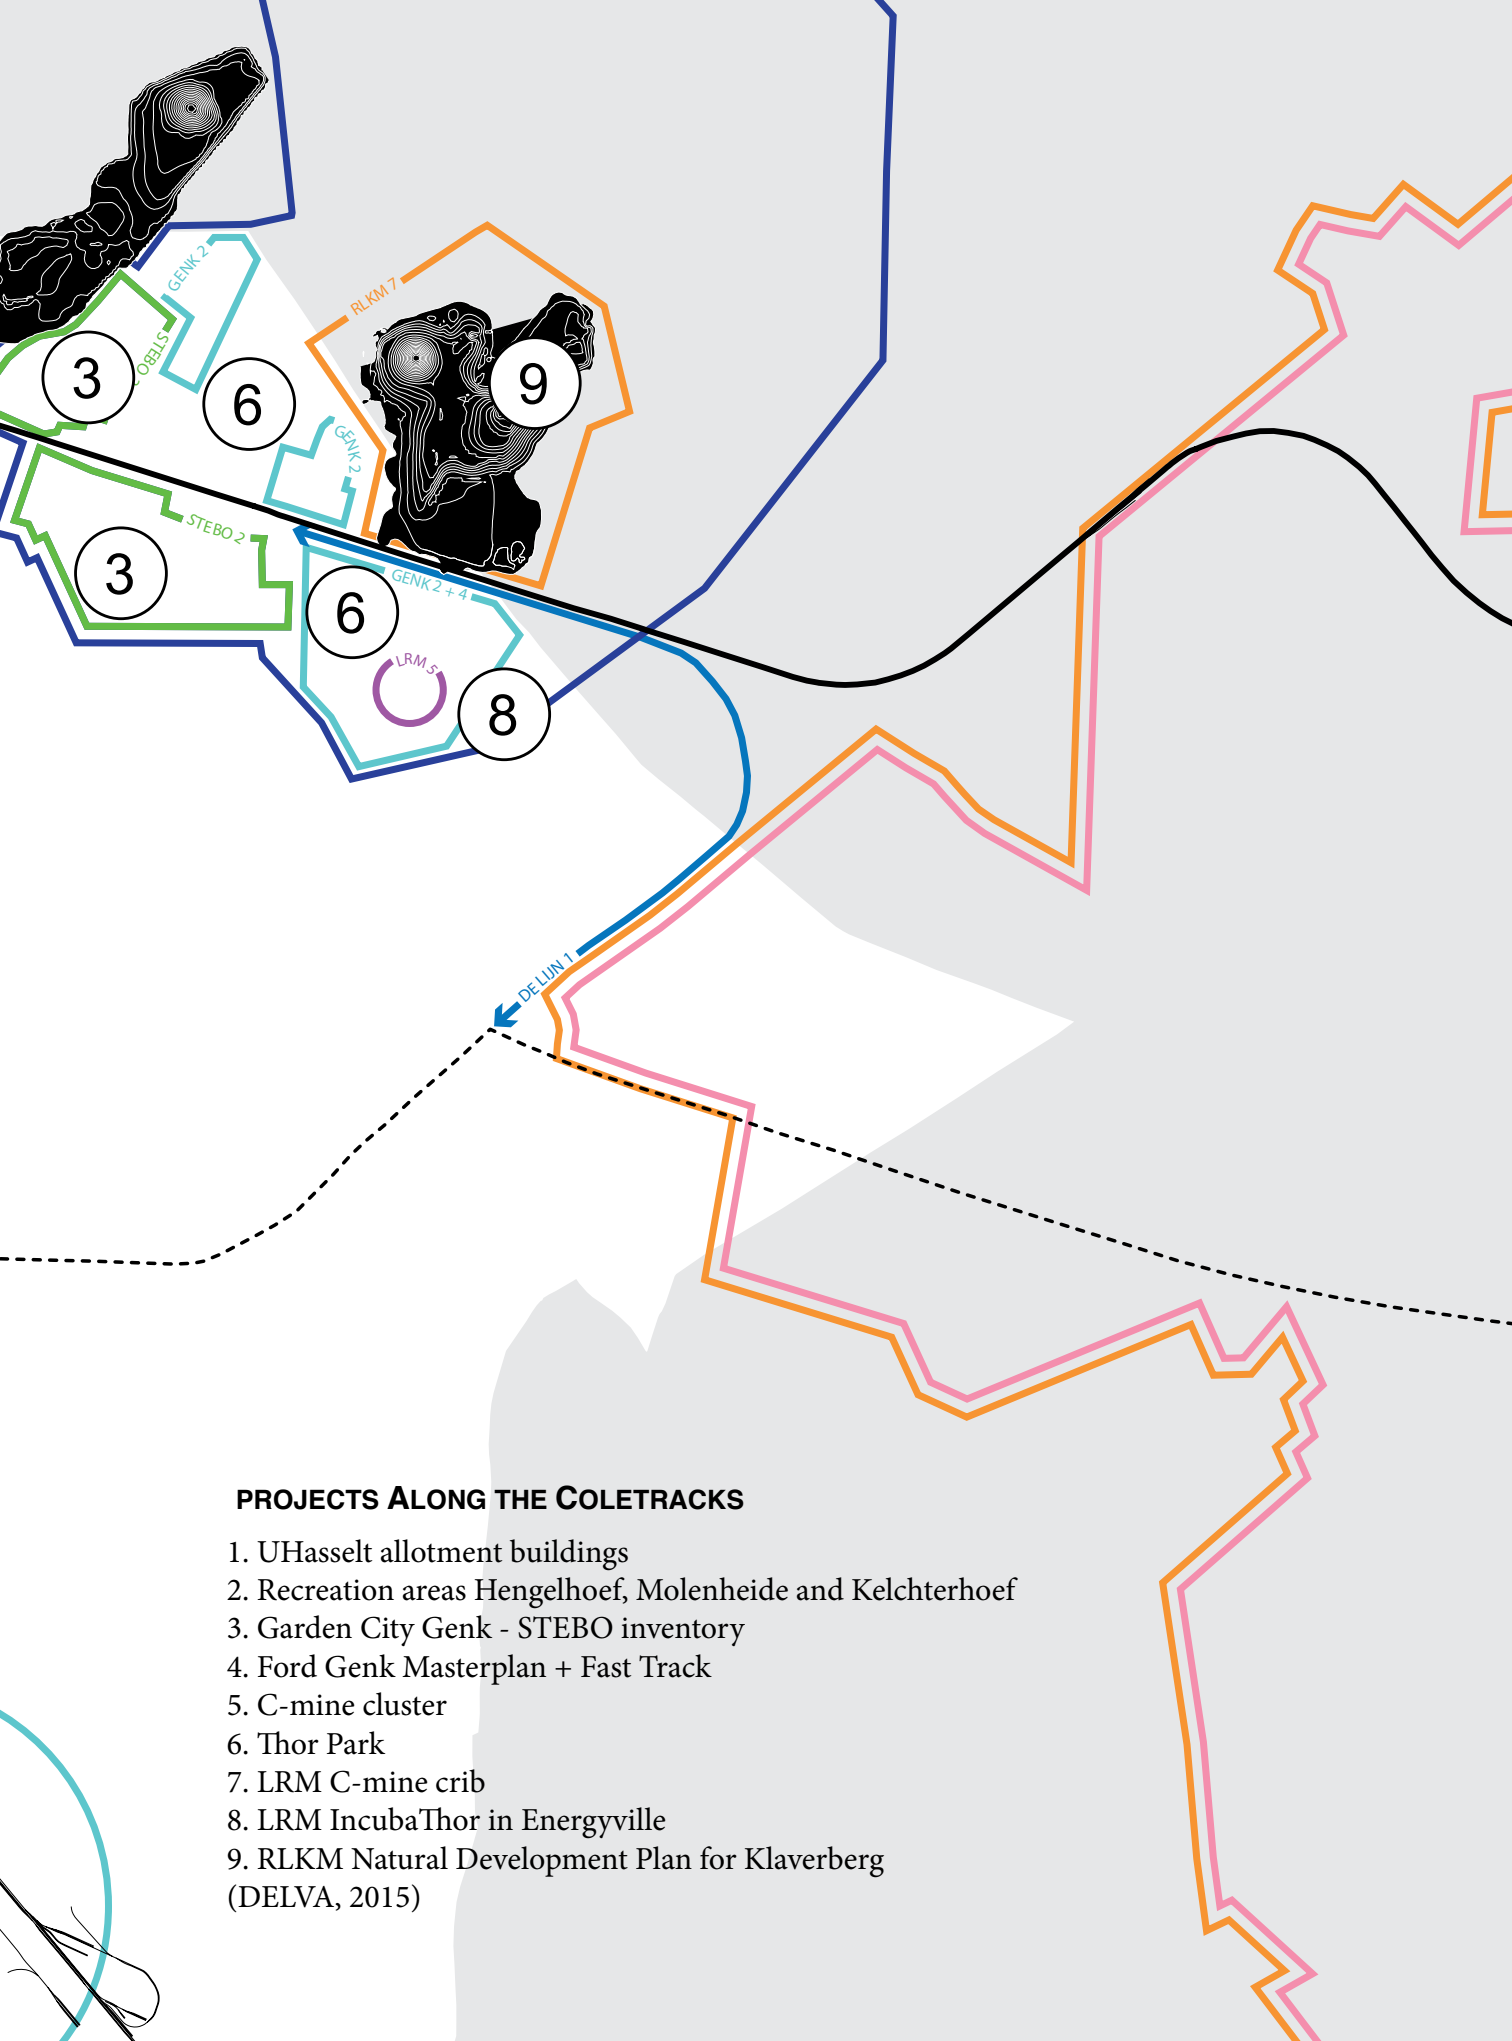 GENK 2
RLKM 7
STEBO
3
6
9
GENK 2
STEBO 2
3
GENK 2 + 4
6
LRM 5
8
DE LIJN 1
PROJECTS ALONG THE COLETRACKS
1. UHasselt allotment buildings
2. Recreation areas Hengelhoef, Molenheide and Kelchterhoef
3. Garden City Genk - STEBO inventory
4. Ford Genk Masterplan + Fast Track
5. C-mine cluster
6. Thor Park
7. LRM C-mine crib
8. LRM IncubaThor in Energyville
9. RLKM Natural Development Plan for Klaverberg
(DELVA, 2015)